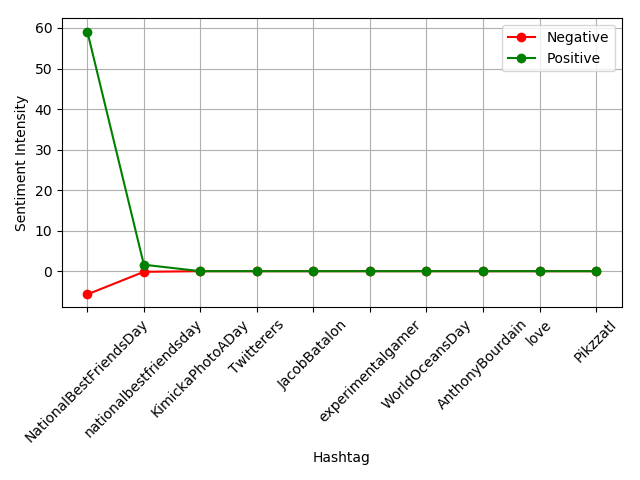 60
50
40
30
20
10
0
Sentiment Intensity
Negative
Positive
NationalBestFriendsDay
nationalbestfriendsday
KimickaPhotoADay
Twitterers
JacobBatalon
experimentalgamer
WorldOceansDay
AnthonyBourdain
love
Pikzzatl
Hashtag